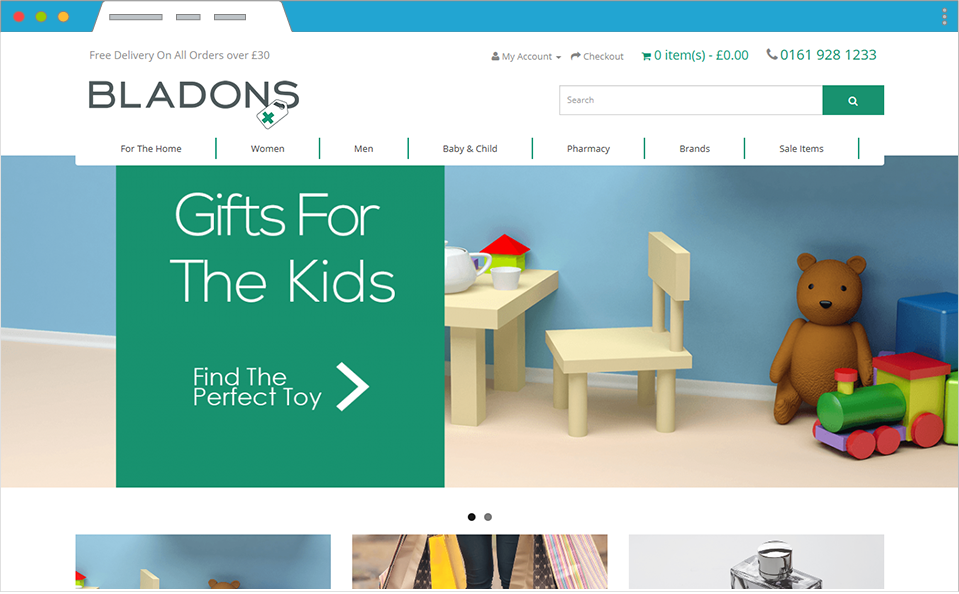 Free Delivery On All Orders over £30
My Account
Checkout
0 item(s) - £0.00
0161 928 1233
BLADONS
Search
For The Home
Women
Men
Baby & Child
Pharmacy
Brands
Sale Items
Gifts For
The Kids
Find The
Perfect Toy